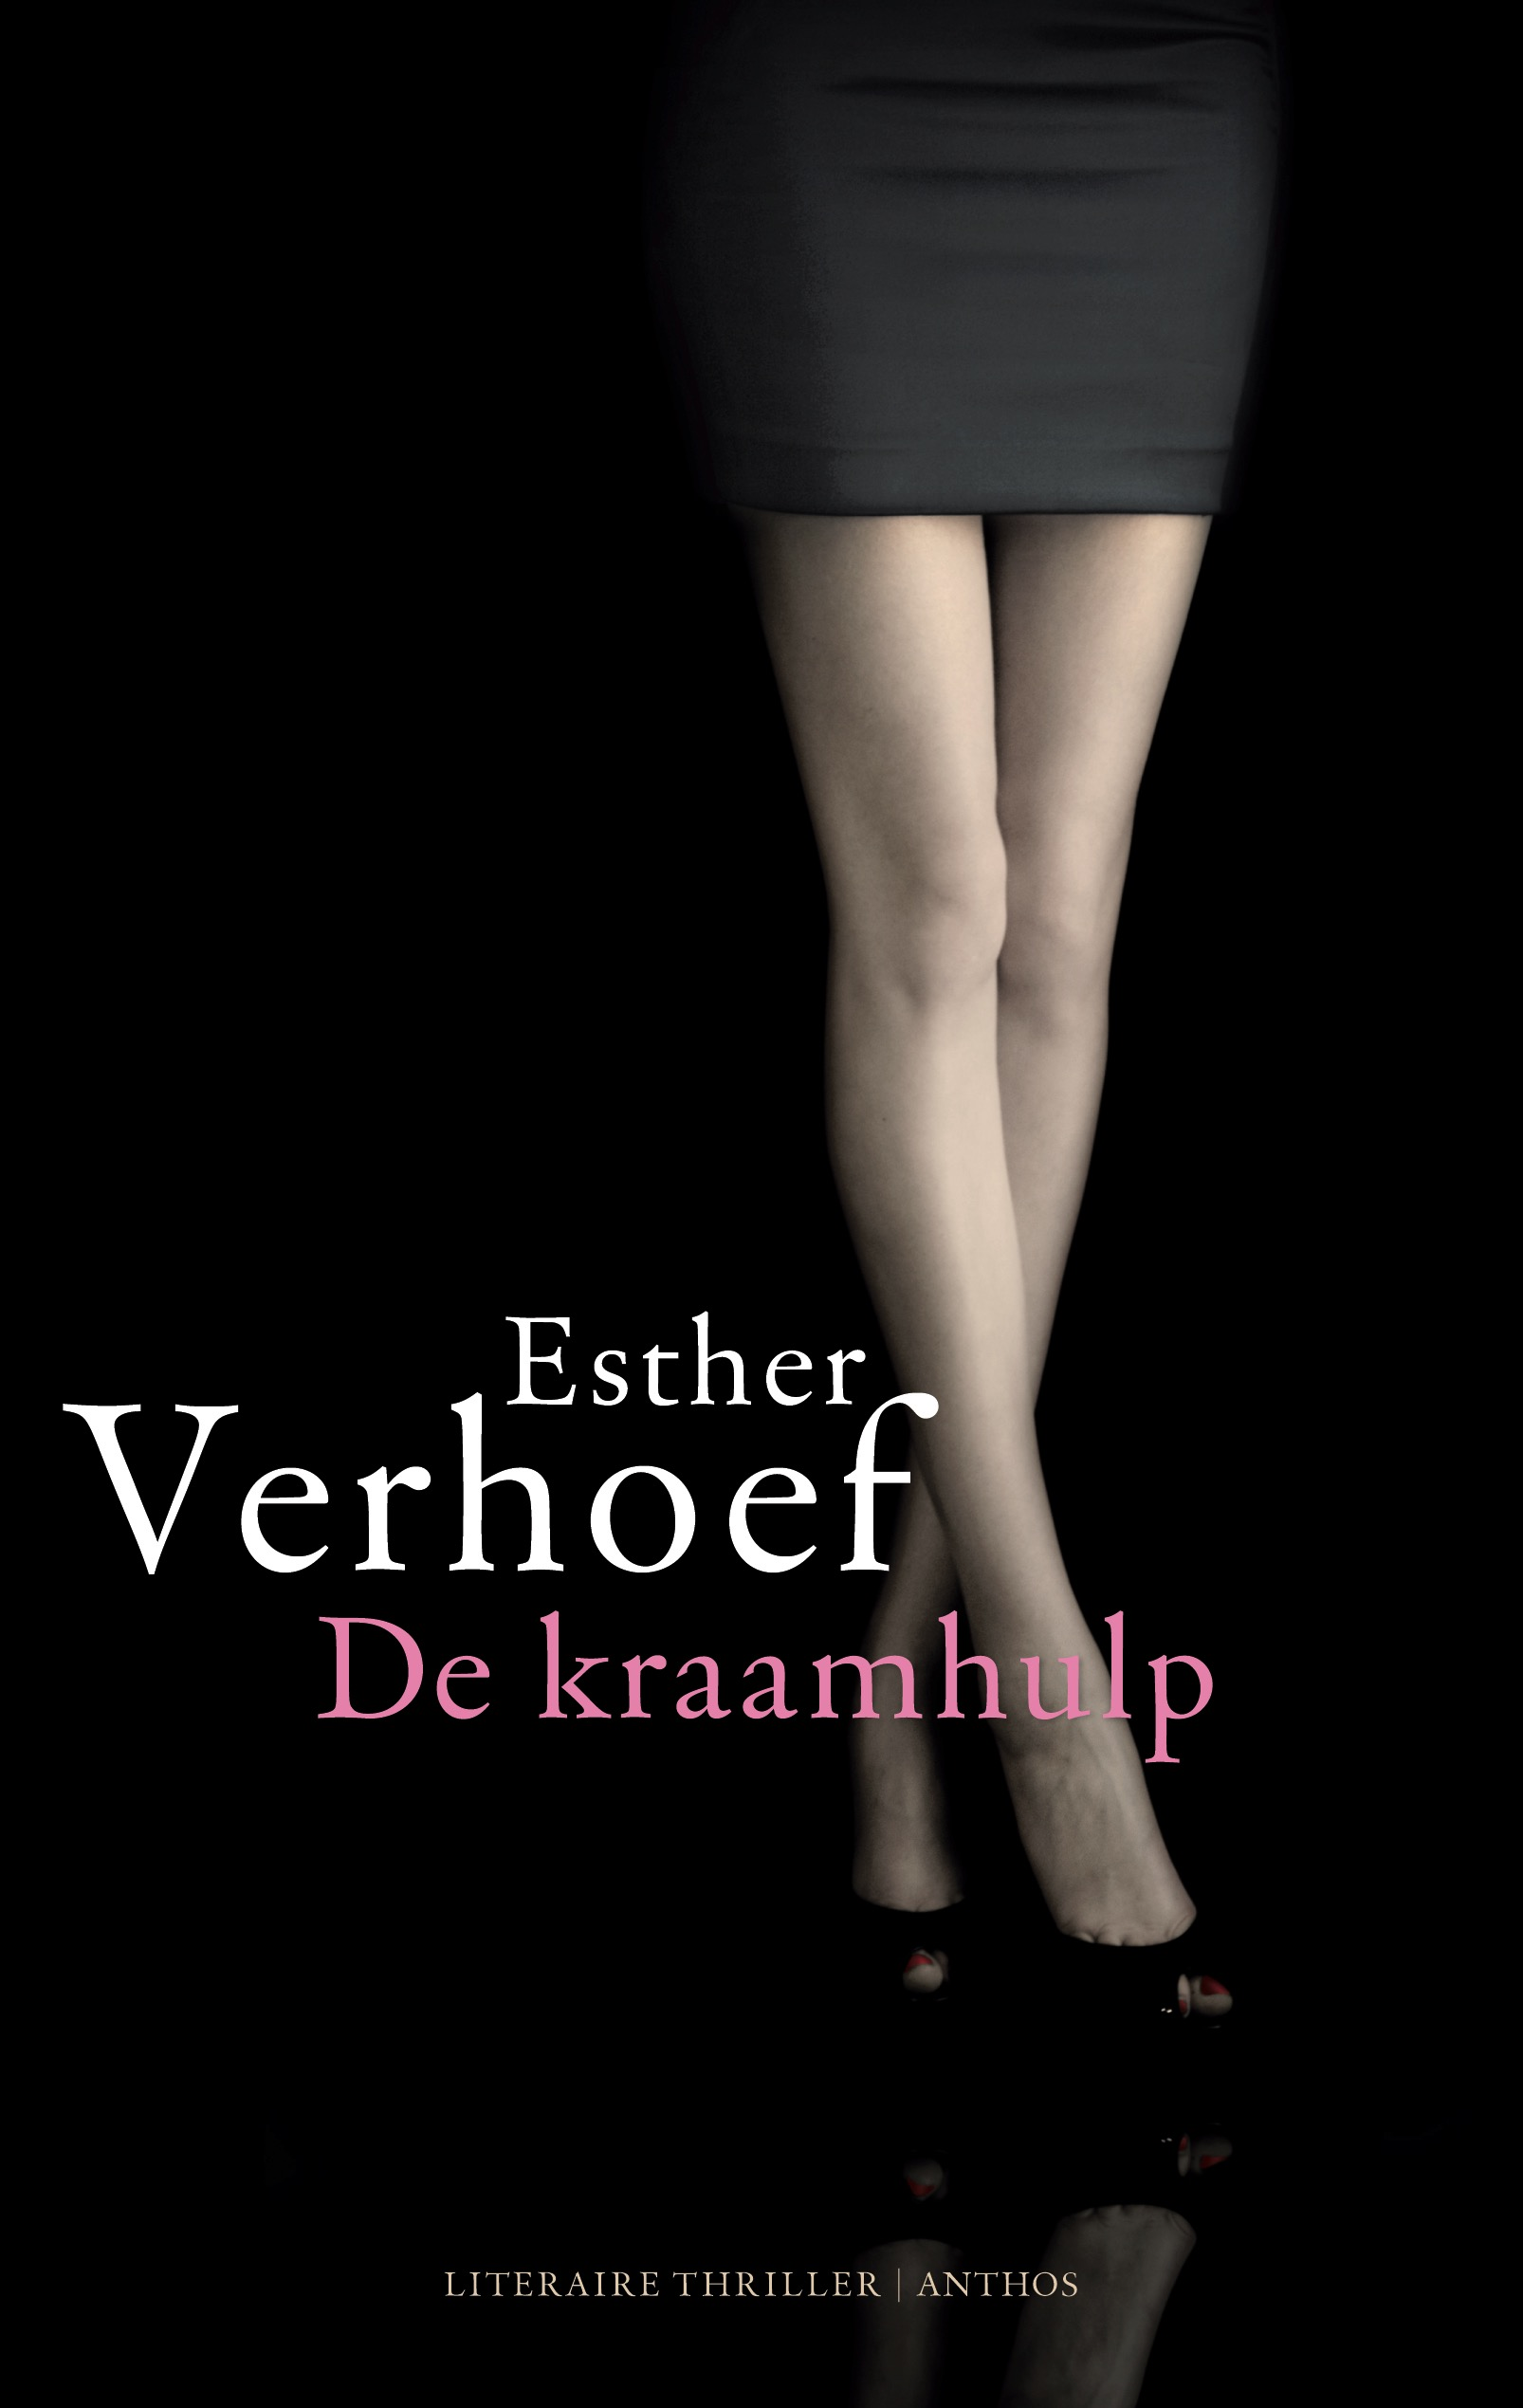 Esther
Verhoef
De kraamhulp
LITERAIRE THRILLER | ANTHOS